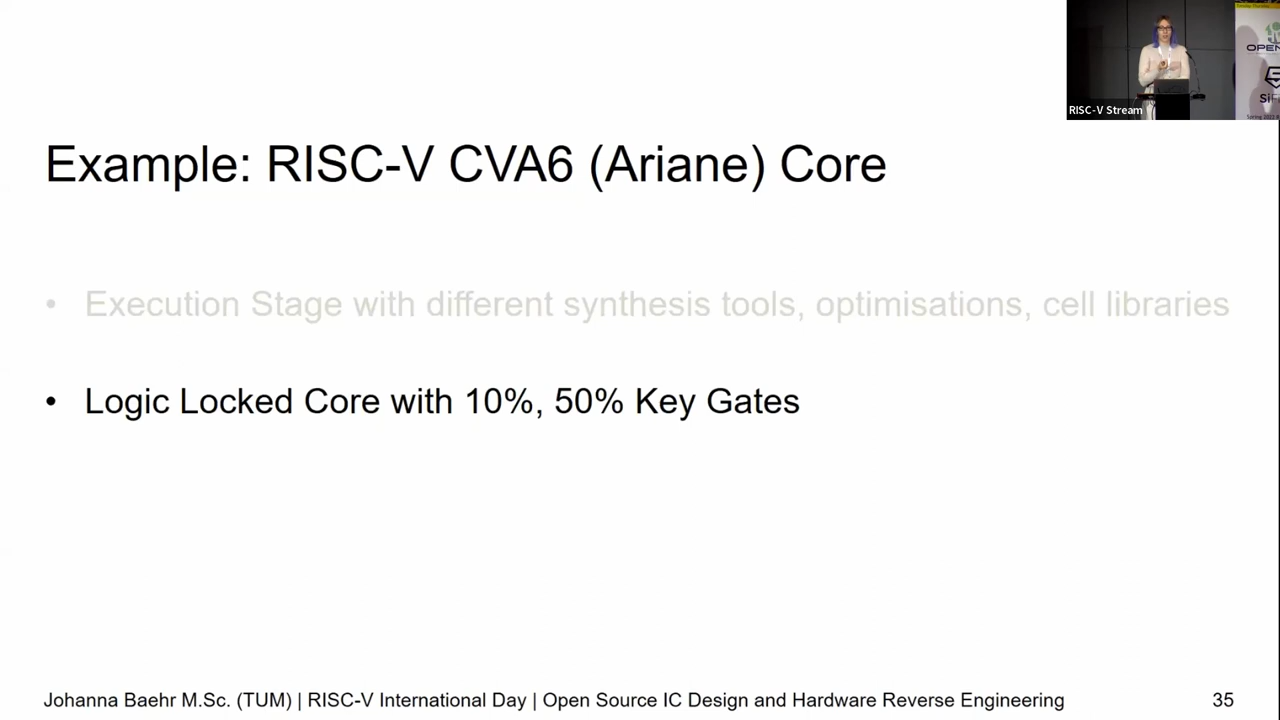 OPEN
SiF
RISC-V Stream
Example: RISC-V CVA6 (Ariane) Core
• Execution Stage with different synthesis tools, optimisations, cell libraries
• Logic Locked Core with 10%, 50% Key Gates
Johanna Baehr M.Sc. (TUM) | RISC-V International Day | Open Source IC Design and Hardware Reverse Engineering 35